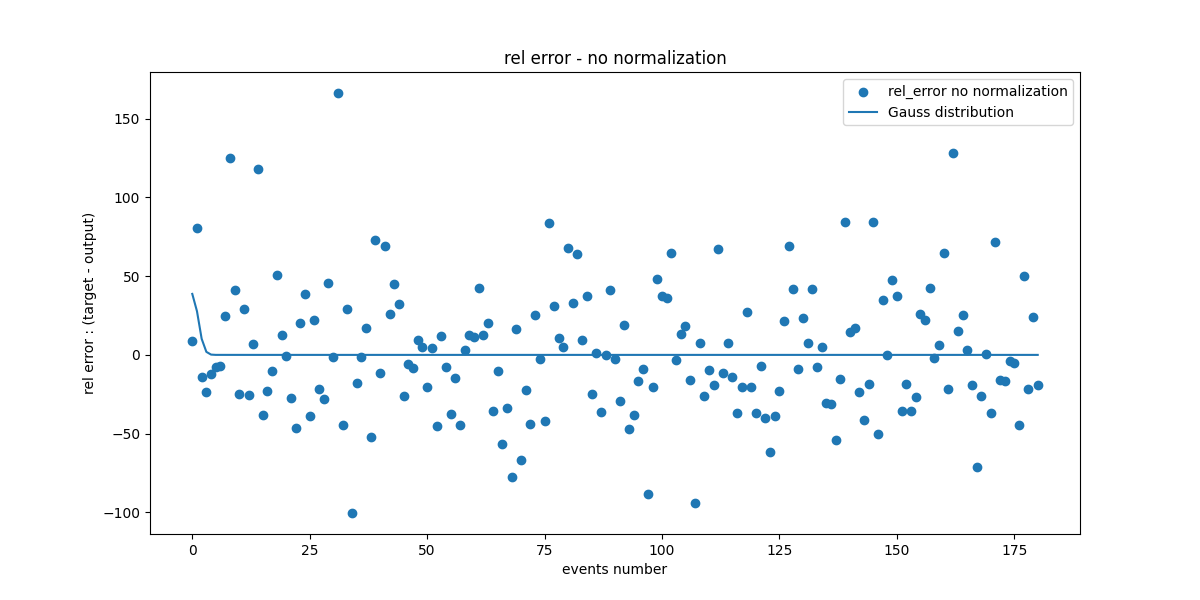 rel error - no normalization
rel_error no normalization
Gauss distribution
rel error : (target - output)
150
100
50
0
−50
−100
0 25 50 75 100 125 150 175
events number